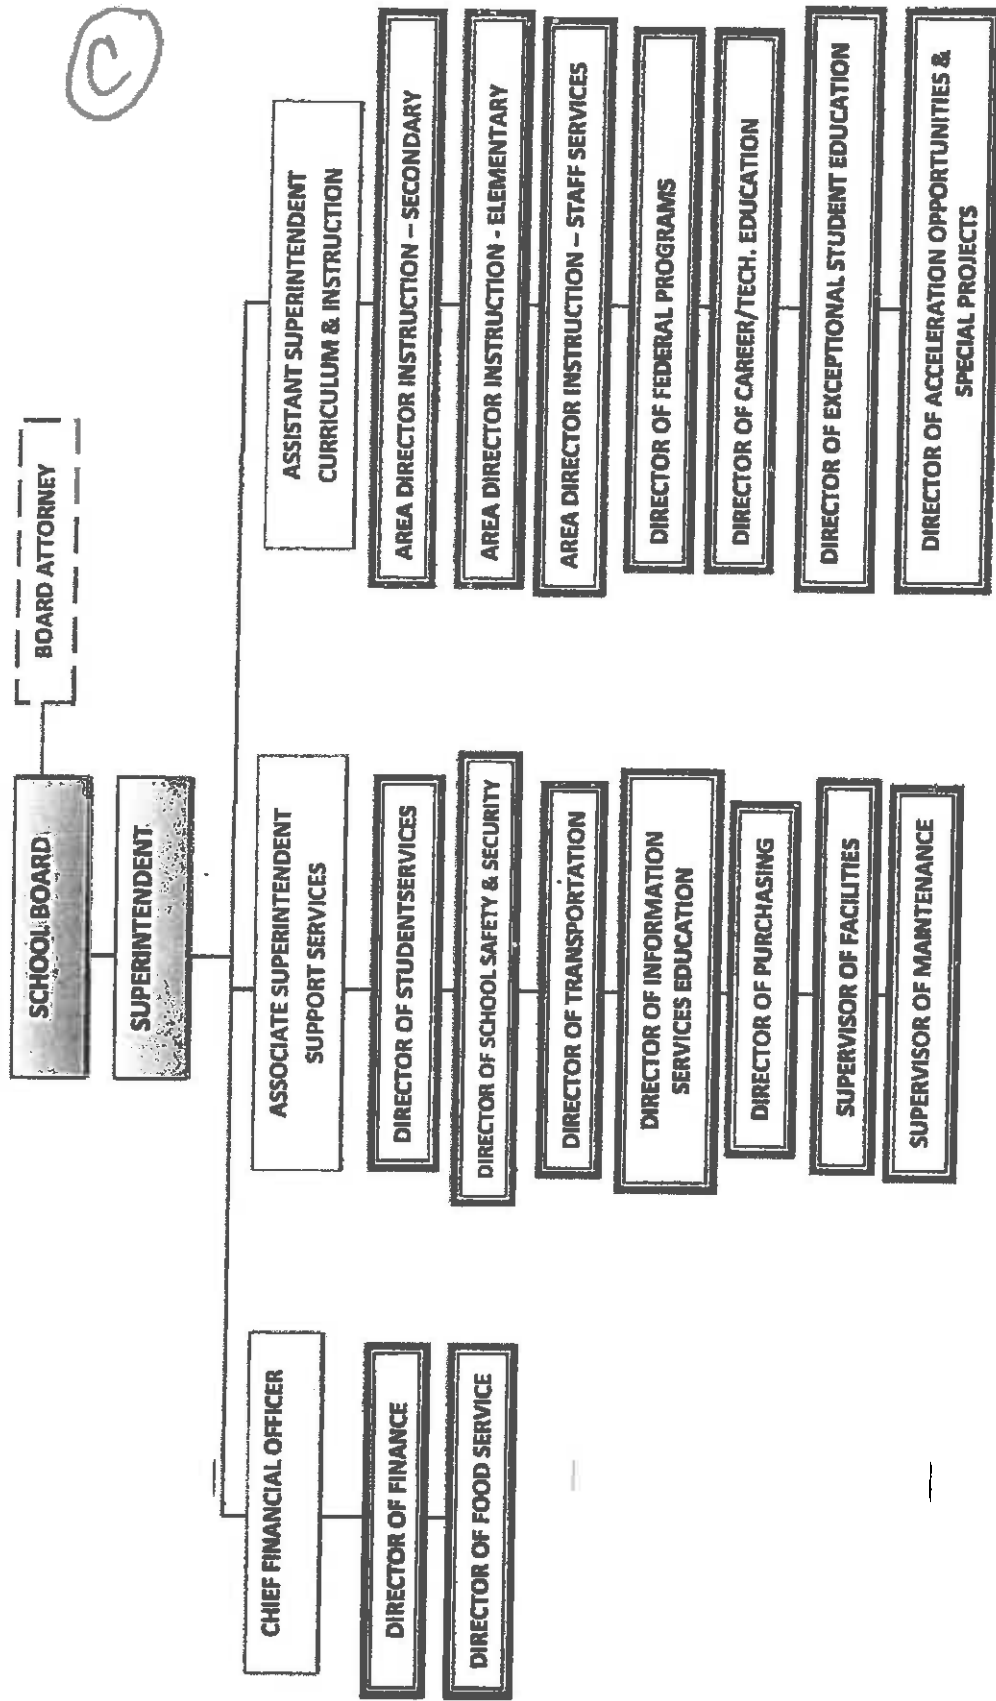 C
SCHOOL BOARD
BOARD ATTORNEY
SUPERINTENDENT
CHIEF FINANCIAL OFFICER
DIRECTOR OF FINANCE
DIRECTOR OF FOOD SERVICE
ASSOCIATE SUPERINTENDENT
SUPPORT SERVICES
DIRECTOR OF STUDENTSERVICES
DIRECTOR OF SCHOOL SAFETY & SECURITY
DIRECTOR OF TRANSPORTATION
DIRECTOR OF INFORMATION
SERVICES EDUCATION
DIRECTOR OF PURCHASING
SUPERVISOR OF FACILITIES
SUPERVISOR OF MAINTENANCE
ASSISTANT SUPERINTENDENT
CURRICULUM & INSTRUCTION
AREA DIRECTOR INSTRUCTION – SECONDARY
AREA DIRECTOR INSTRUCTION - ELEMENTARY
AREA DIRECTOR INSTRUCTION – STAFF SERVICES
DIRECTOR OF FEDERAL PROGRAMS
DIRECTOR OF CAREER/TECH. EDUCATION
DIRECTOR OF EXCEPTIONAL STUDENT EDUCATION
DIRECTOR OF ACCELERATION OPPORTUNITIES &
SPECIAL PROJECTS